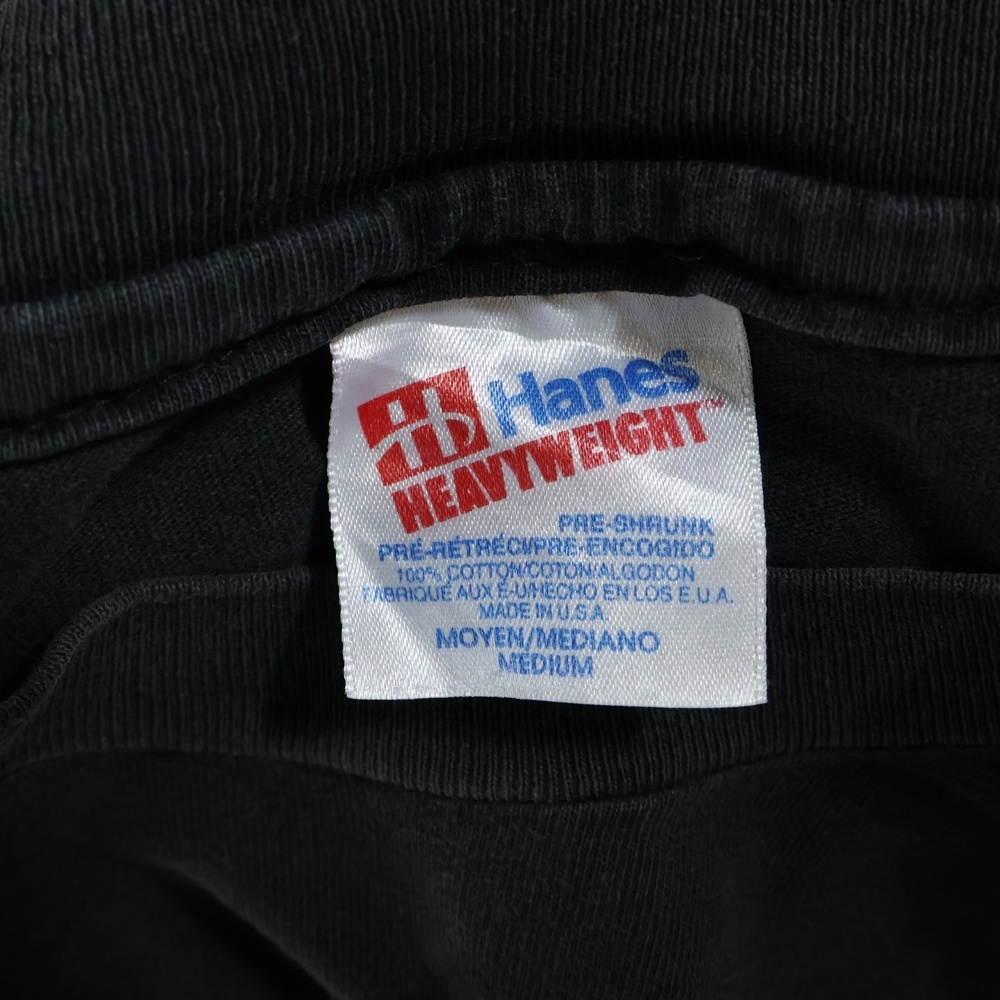 Hanes
HEAVYWEIGHT™
PRE-SHRUNK
PRÉ-RÉTRÉCI/PRE-ENCOGIDO
100% COTTON/COTON/ALGODON
FABRIQUÉ AUX É-U/HECHO EN LOS E.U.A.
MADE IN U.S.A
MOYEN/MEDIANO
MEDIUM